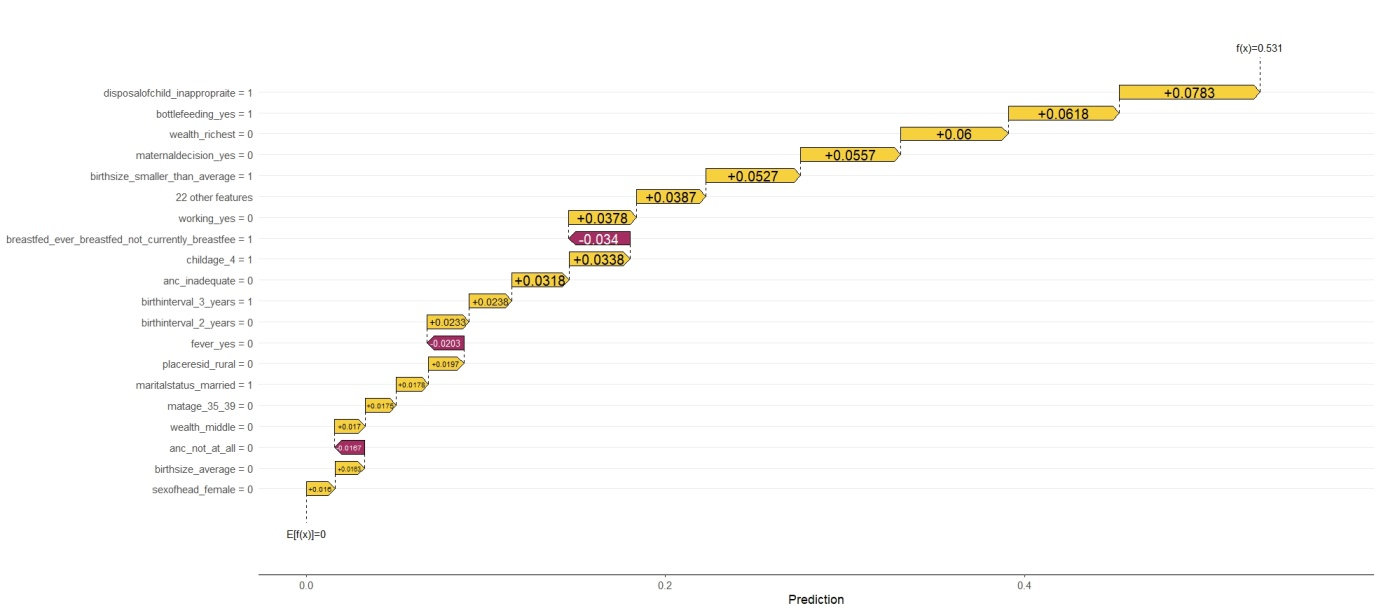 f(x)=0.531
disposalofchild_inappropraite = 1
+0.0783
bottlefeeding_yes = 1
+0.0618
wealth_richest = 0
+0.06
maternaldecision_yes = 0
+0.0557
birthsize_smaller_than_average = 1
+0.0527
22 other features
+0.0387
working_yes = 0
+0.0378
breastfed_ever_breastfed_not_currently_breastfee = 1
-0.034
childage_4 = 1
+0.0338
anc_inadequate = 0
+0.0318
birthinterval_3_years = 1
+0.0238
birthinterval_2_years = 0
+0.0233
fever_yes = 0
-0.0203
placeresid_rural = 0
+0.0197
maritalstatus_married = 1
+0.0178
matage_35_39 = 0
+0.0175
wealth_middle = 0
+0.017
anc_not_at_all = 0
-0.0167
birthsize_average = 0
+0.0163
sexofhead_female = 0
+0.016
E[f(x)]=0
0.0
0.2
0.4
Prediction